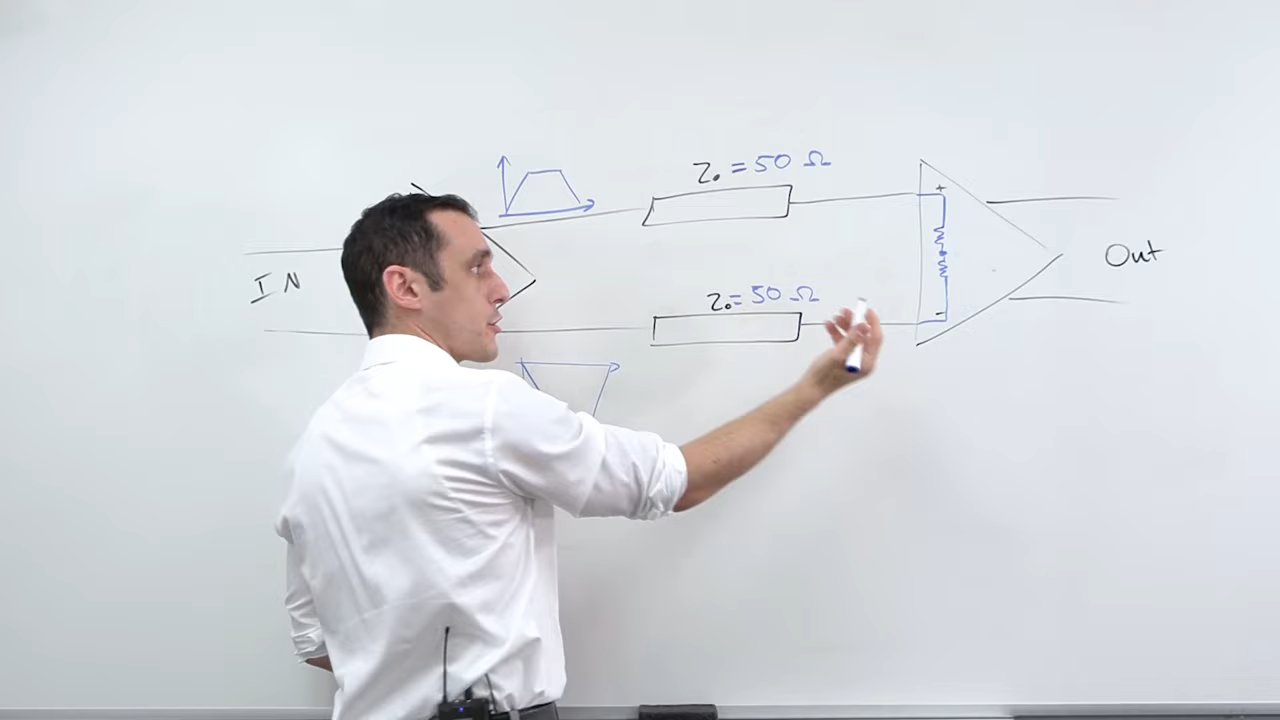 Z₀ = 50 Ω
+
IN
Out
Z₀ = 50 Ω
-